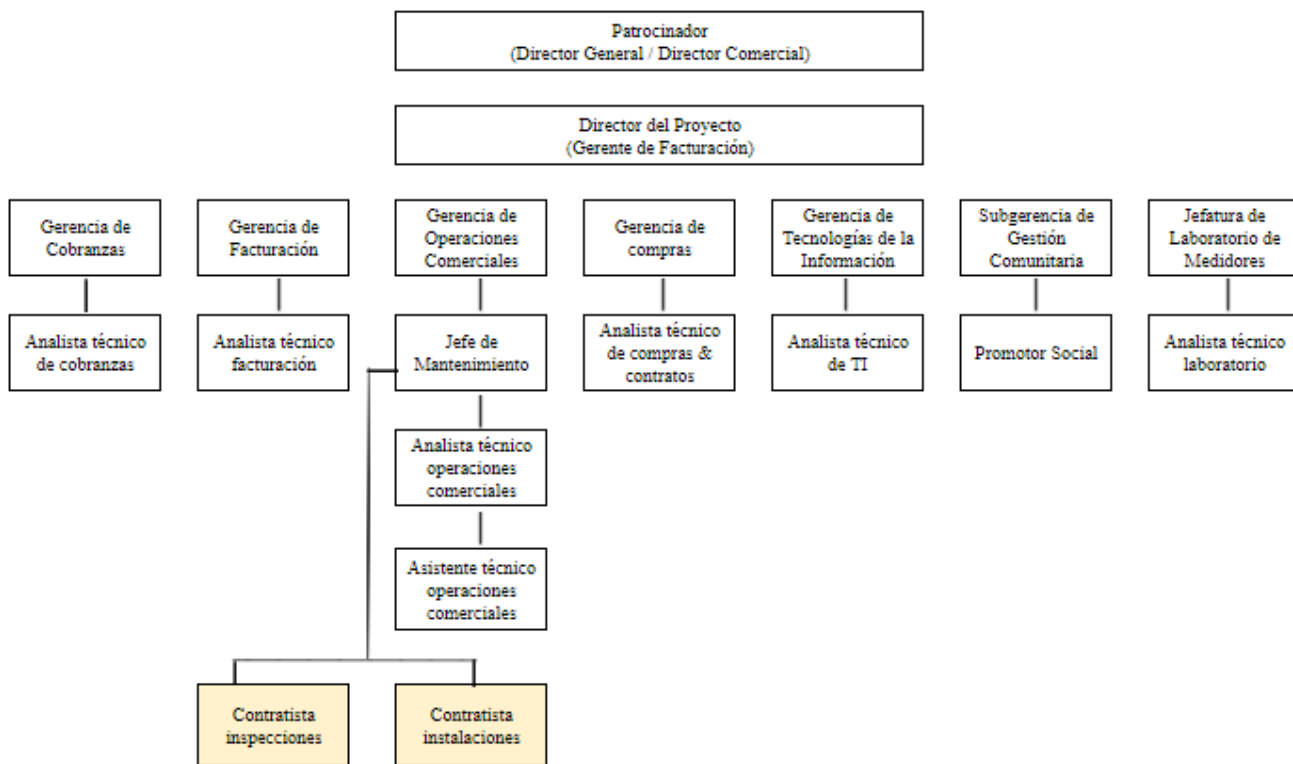 Patrocinador
(Director General / Director Comercial)
Director del Proyecto
(Gerente de Facturación)
Gerencia de
Cobranzas
Gerencia de
Facturación
Gerencia de
Operaciones
Comerciales
Gerencia de
compras
Gerencia de
Tecnologías de la
Información
Subgerencia de
Gestión
Comunitaria
Jefatura de
Laboratorio de
Medidores
Analista técnico
de cobranzas
Analista técnico
facturación
Jefe de
Mantenimiento
Analista técnico
de compras &
contratos
Analista técnico
de TI
Promotor Social
Analista técnico
laboratorio
Analista técnico
operaciones
comerciales
Asistente técnico
operaciones
comerciales
Contratista
inspecciones
Contratista
instalaciones